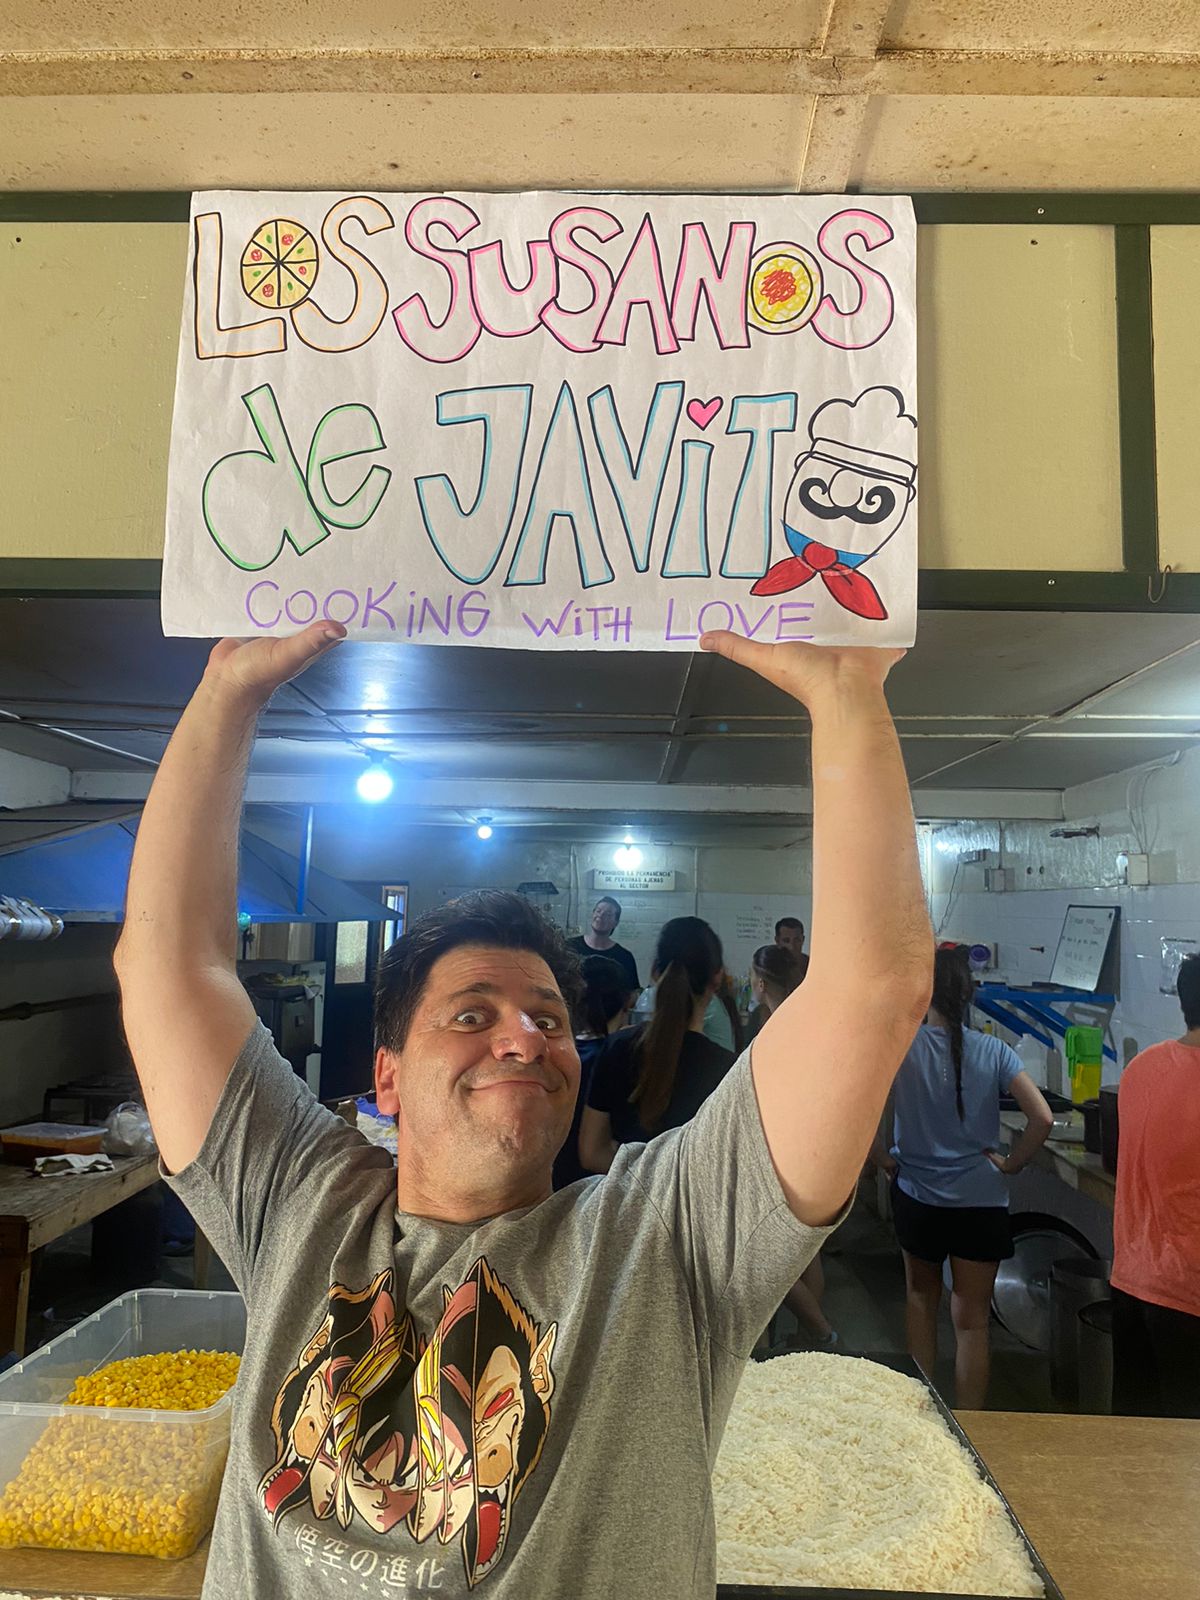 LOS SUSANOS
de JAViTO
COOKiNG WiTH LOVE
"PROHIBIDO LA PERMANENCIA"
DE PERSONAS AJENAS
AL SECTOR
悟空の進化